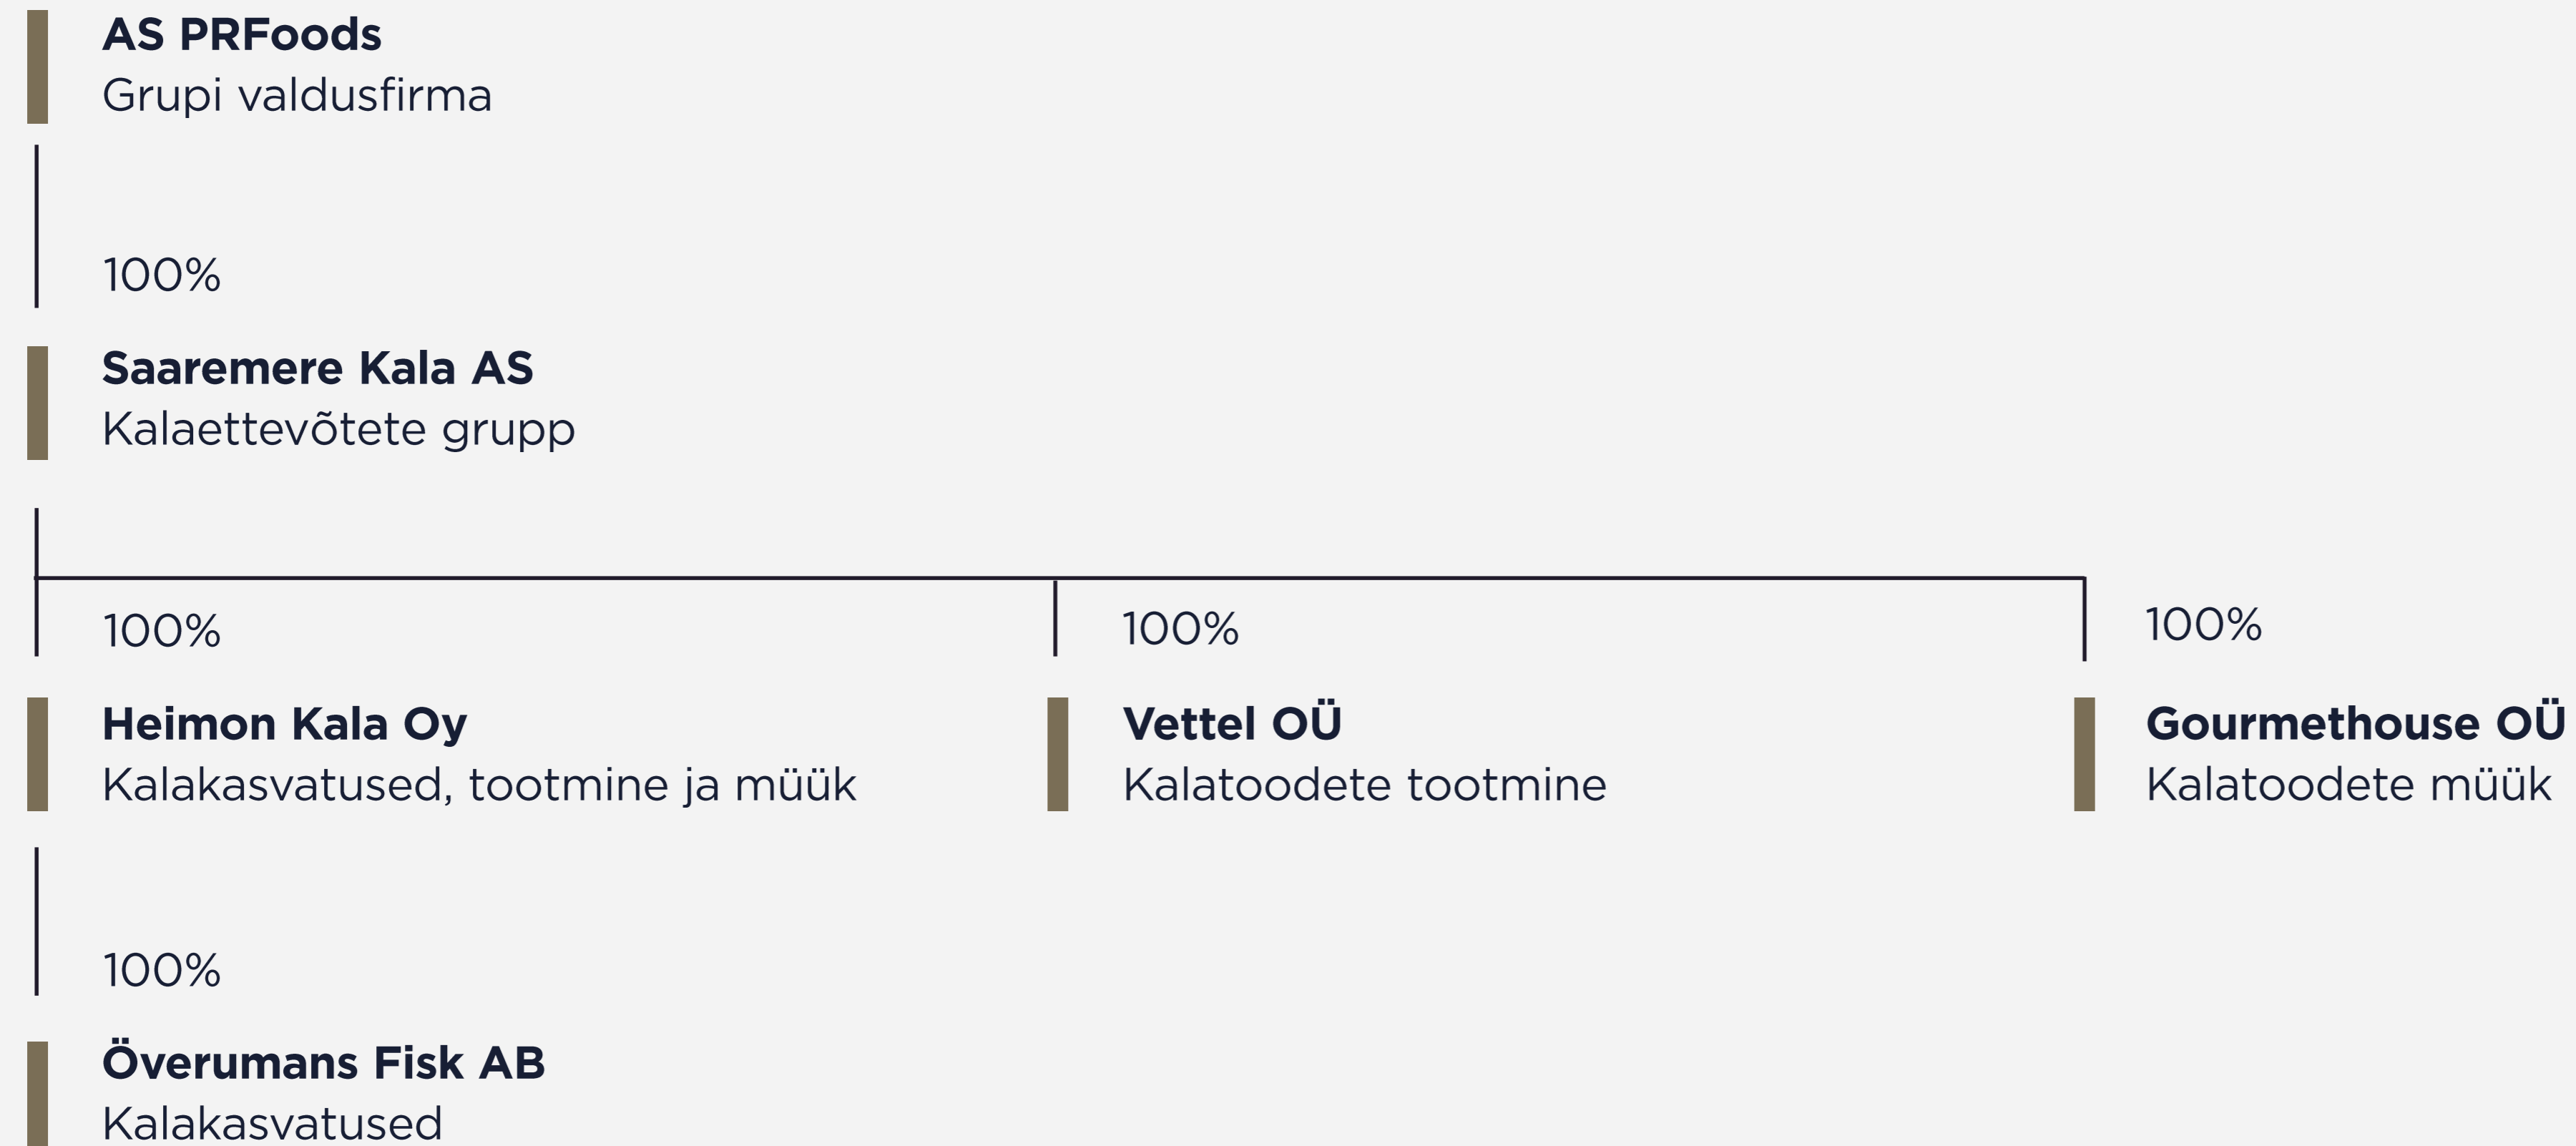 AS PRFoods
Grupi valdusfirma
100%
Saaremere Kala AS
Kalaettevõtete grupp
100%
100%
100%
Heimon Kala Oy
Kalakasvatused, tootmine ja müük
Vettel OÜ
Kalatoodete tootmine
Gourmethouse OÜ
Kalatoodete müük
100%
Överumans Fisk AB
Kalakasvatused